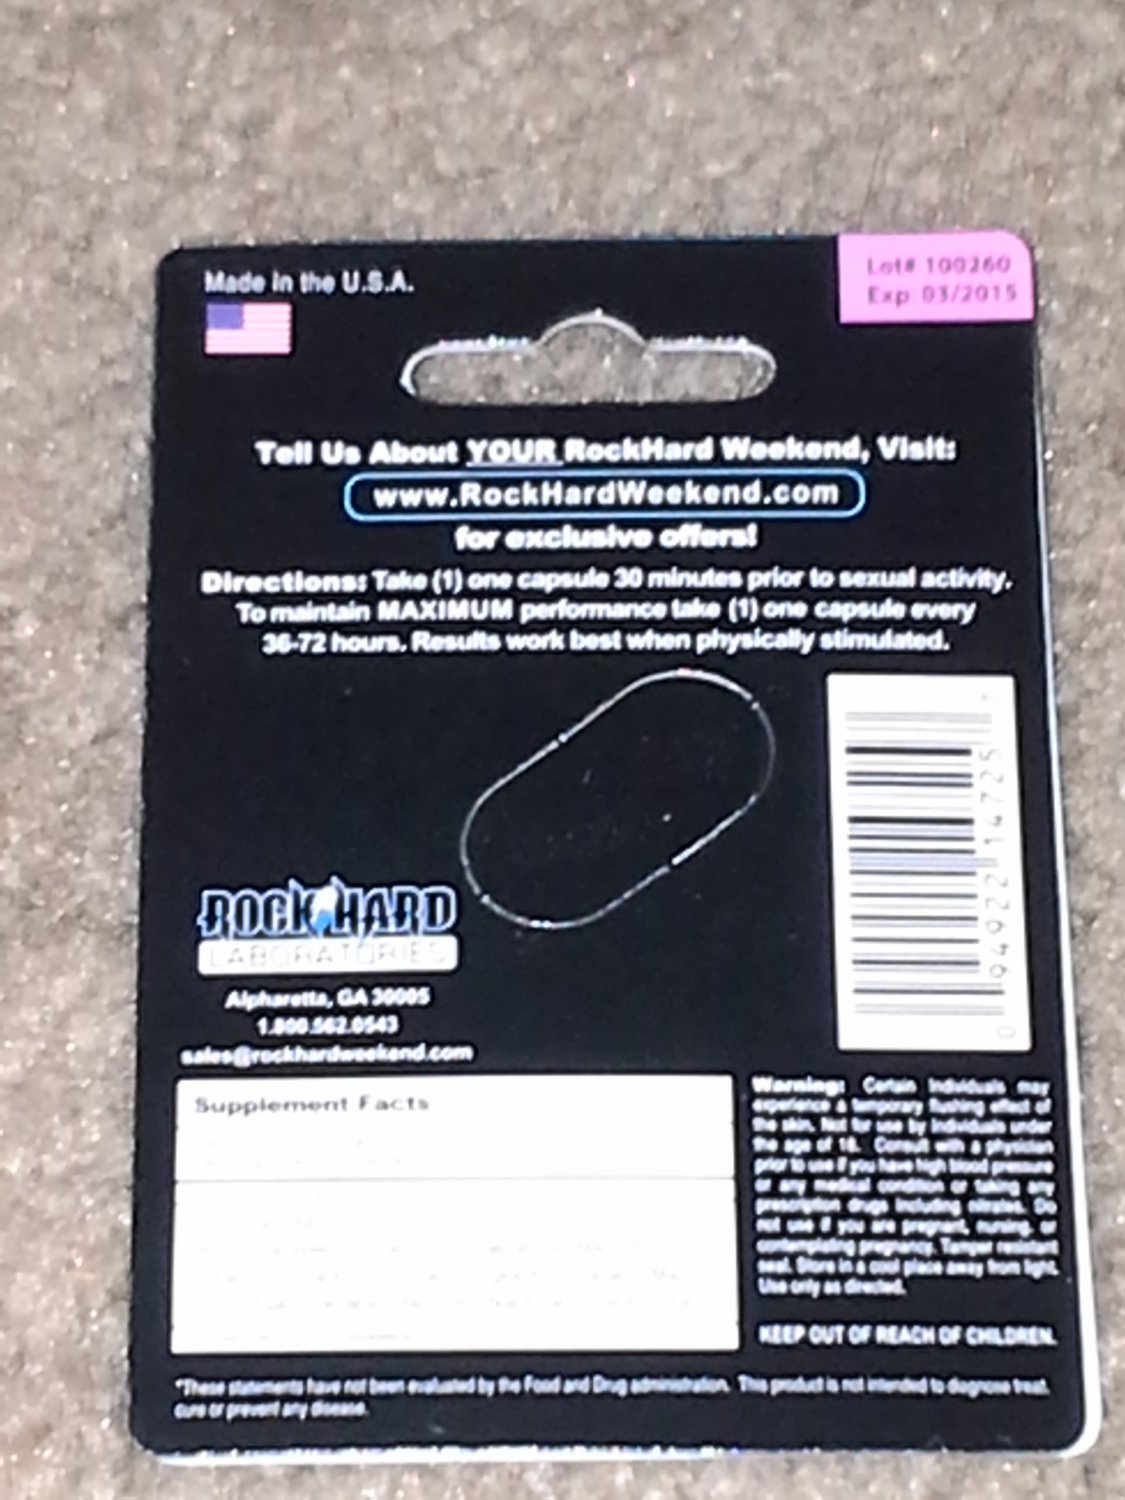 Made in the U.S.A.
Lot# 100260
Exp 03/2015
Tell Us About YOUR RockHard Weekend, Visit:
www.RockHardWeekend.com
for exclusive offers!
Directions: Take (1) one capsule 30 minutes prior to sexual activity.
To maintain MAXIMUM performance take (1) one capsule every
36-72 hours. Results work best when physically stimulated.
ROCK HARD
LABORATORIES
Alpharetta, GA 30005
1.800.562.0543
sales@rockhardweekend.com
0 94922 14725 7
Supplement Facts
Warning: Certain individuals may
experience a temporary flushing effect of
the skin. Not for use by individuals under
the age of 18. Consult with a physician
prior to use if you have high blood pressure
or any medical condition or taking any
prescription drugs including nitrates. Do
not use if you are pregnant, nursing, or
contemplating pregnancy. Tamper resistant
seal. Store in a cool place away from light.
Use only as directed.
KEEP OUT OF REACH OF CHILDREN.
*These statements have not been evaluated by the Food and Drug administration. This product is not intended to diagnose treat,
cure or prevent any disease.